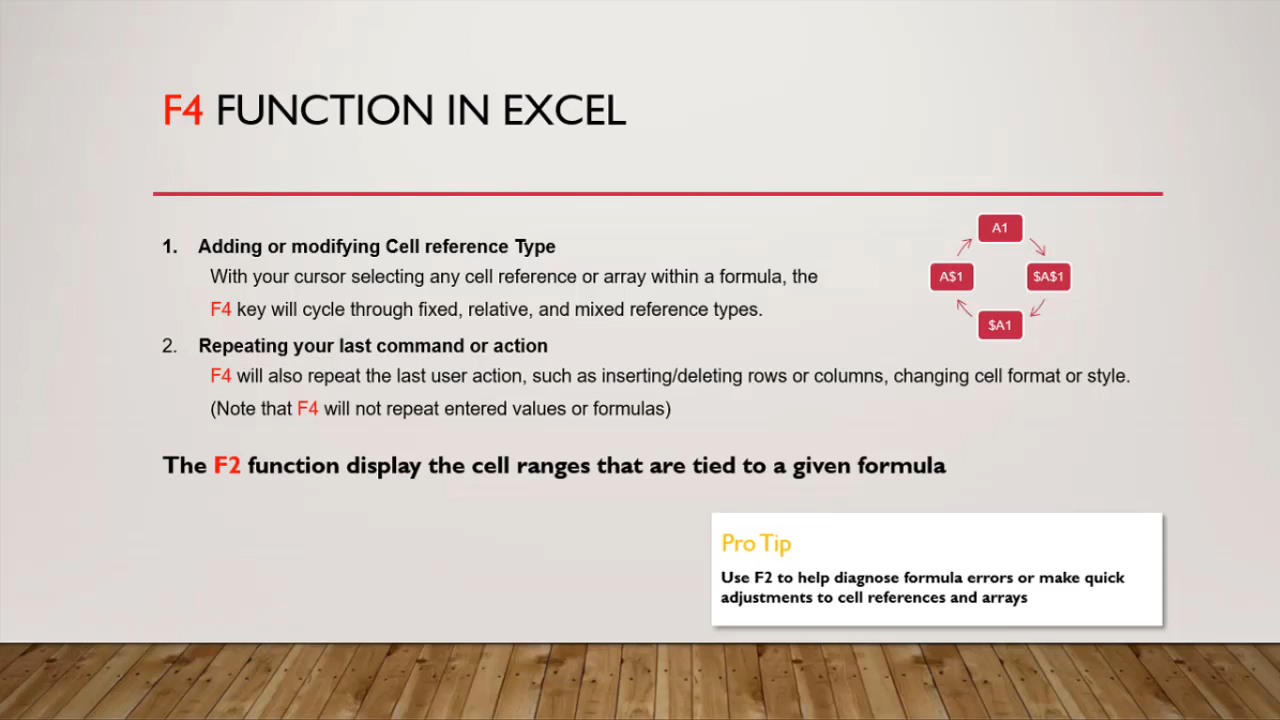 F4 FUNCTION IN EXCEL
1. Adding or modifying Cell reference Type
With your cursor selecting any cell reference or array within a formula, the
F4 key will cycle through fixed, relative, and mixed reference types.
A1
A$1
$A$1
$A1
2. Repeating your last command or action
F4 will also repeat the last user action, such as inserting/deleting rows or columns, changing cell format or style.
(Note that F4 will not repeat entered values or formulas)
The F2 function display the cell ranges that are tied to a given formula
Pro Tip
Use F2 to help diagnose formula errors or make quick
adjustments to cell references and arrays